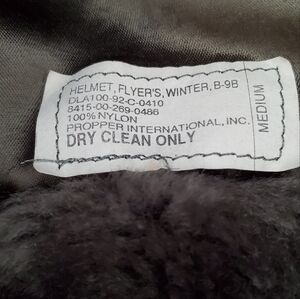 HELMET, FLYER'S, WINTER, B-9B
DLA100-92-C-0410
8415-00-269-0486
100% NYLON
PROPPER INTERNATIONAL, INC.
DRY CLEAN ONLY
MEDIUM